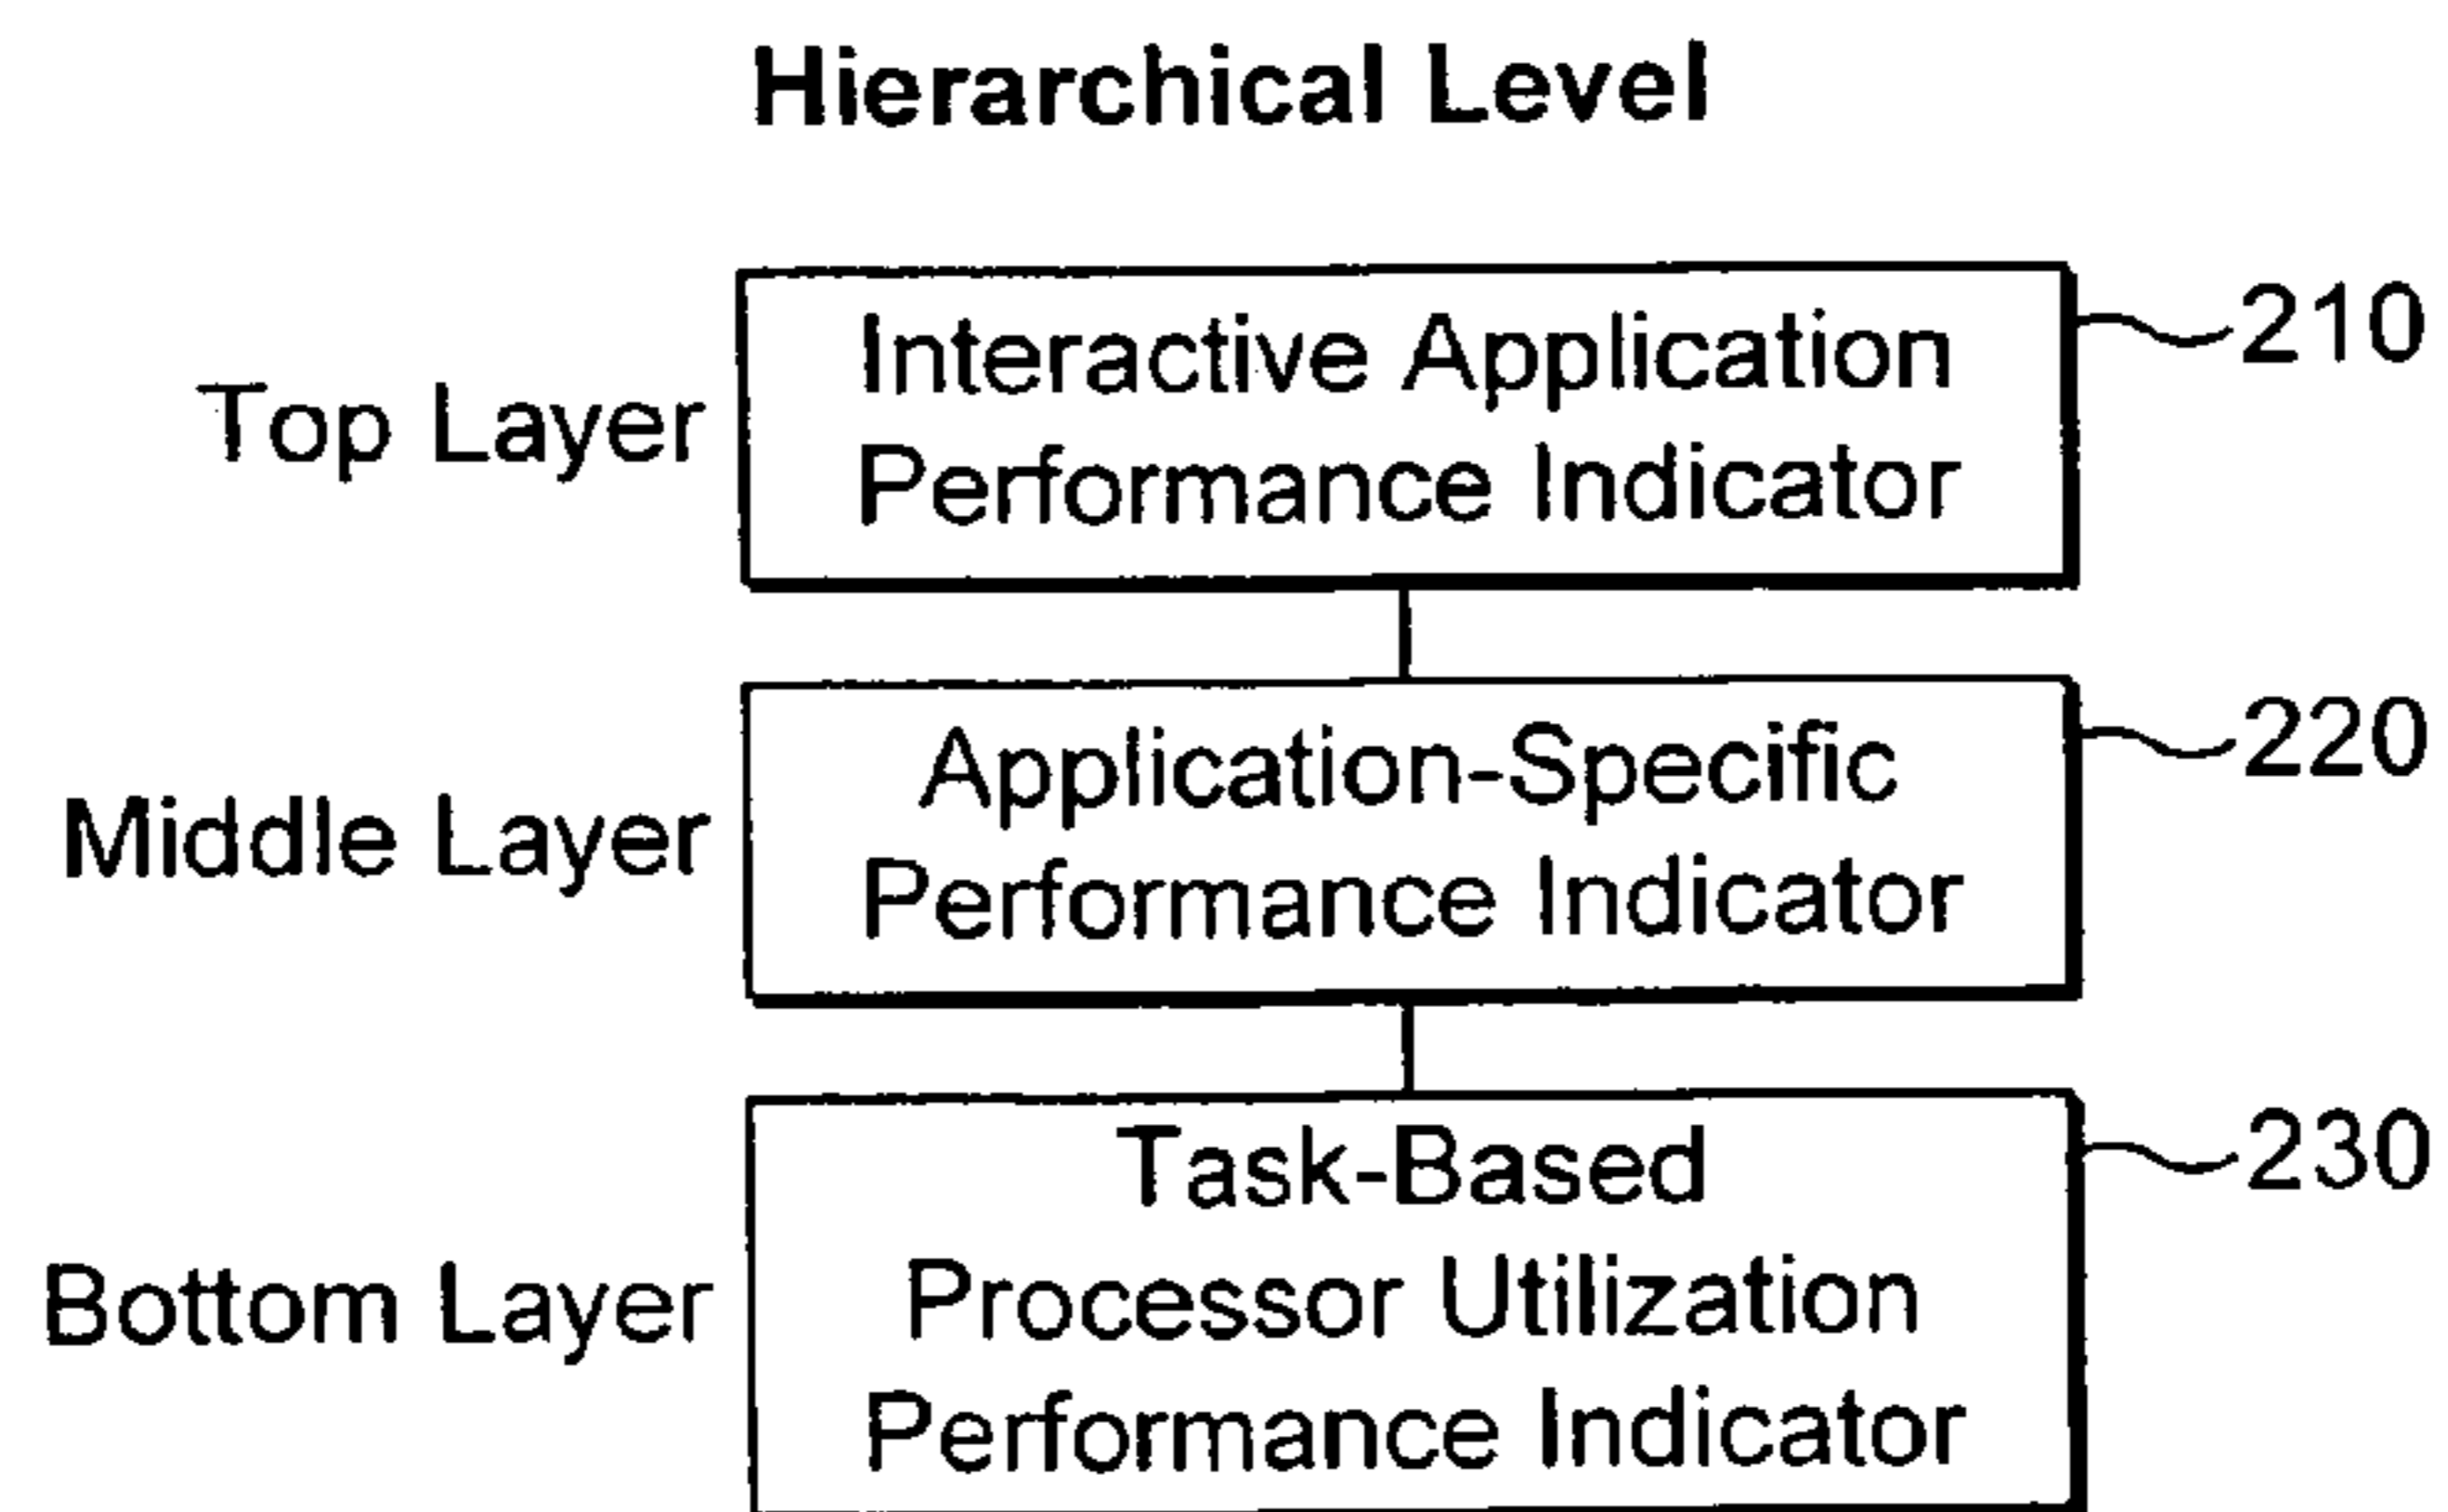 Hierarchical Level
Interactive Application
210
Top Layer
Performance Indicator
Application-Specific
220
Middle Layer
Performance Indicator
Task-Based
230
Bottom Layer
Processor Utilization
Performance Indicator